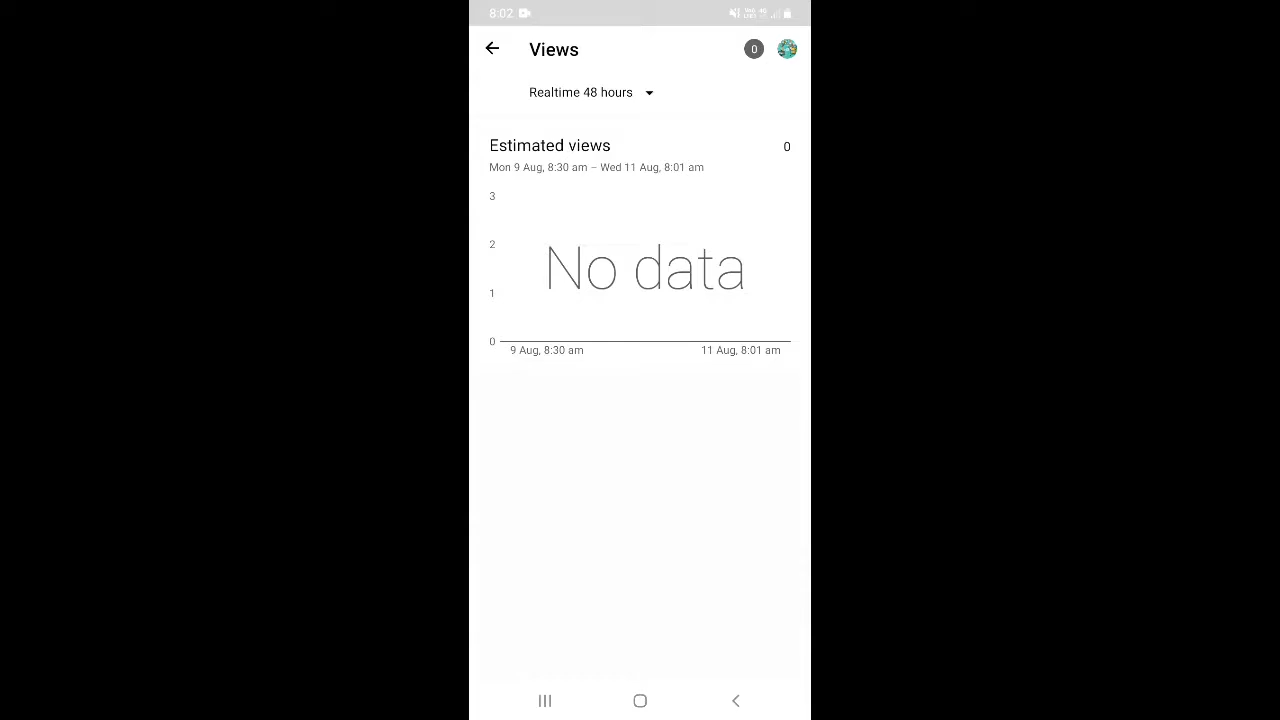 8:02
Views
0
Realtime 48 hours
Estimated views
0
Mon 9 Aug, 8:30 am – Wed 11 Aug, 8:01 am
3
2
No data
1
0
9 Aug, 8:30 am
11 Aug, 8:01 am